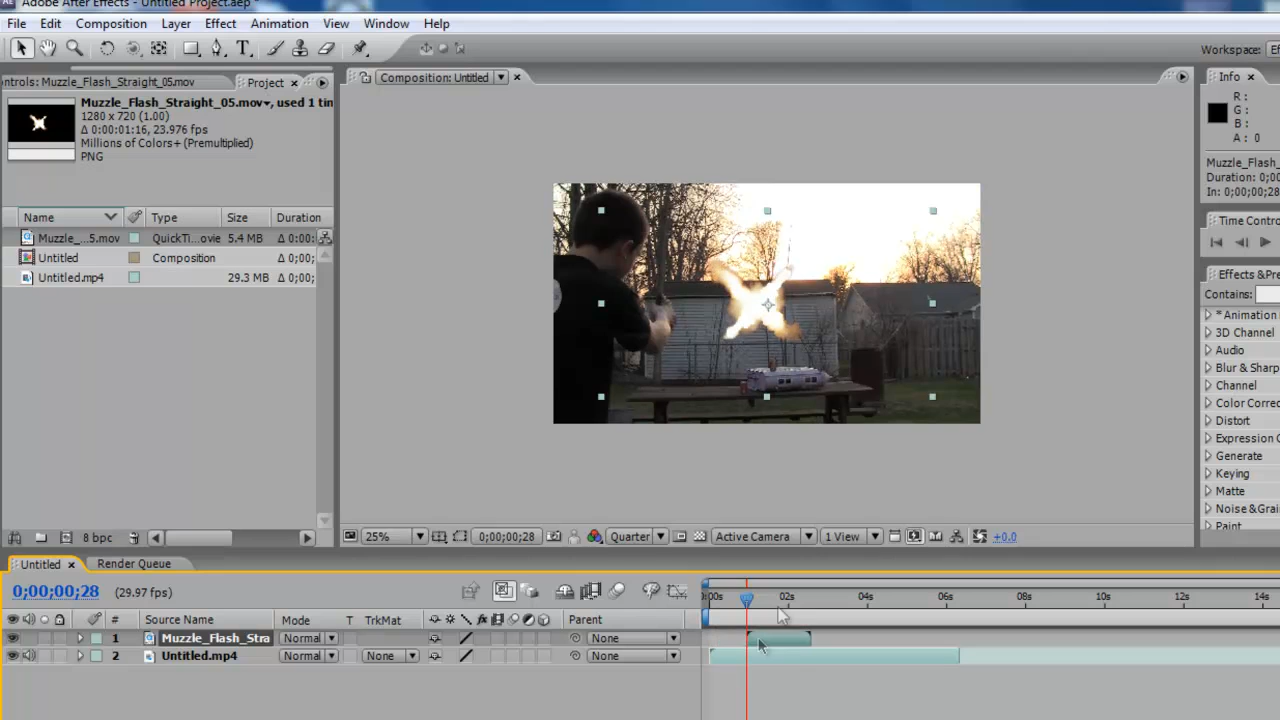 Adobe After Effects - Untitled Project.aep *
File Edit Composition Layer Effect Animation View Window Help
Workspace: Ef
ntrols: Muzzle_Flash_Straight_05.mov Project
Composition: Untitled
Info
Muzzle_Flash_Straight_05.mov, used 1 tim
1280 x 720 (1.00)
Δ 0:00:01:16, 23.976 fps
Millions of Colors+ (Premultiplied)
PNG
R :
G :
B :
A : 0
Muzzle_Fl
Duration: 0;
In: 0;00;00;28
Name Type Size Duration
Muzzle_...5.mov QuickTi...ovie 5.4 MB Δ 0:00:
Untitled Composition Δ 0;00;
Untitled.mp4 29.3 MB Δ 0;00;
Time Contro
Effects & Pre
Contains:
* Animation
3D Channel
Audio
Blur & Sharp
Channel
Color Correc
Distort
Expression C
Generate
Keying
Matte
Noise & Grain
Paint
8 bpc
25% 0;00;00;28 Quarter Active Camera 1 View +0.0
Untitled Render Queue
0;00;00;28 (29.97 fps)
:00s 02s 04s 06s 08s 10s 12s 14s
# Source Name Mode T TrkMat Parent
1 Muzzle_Flash_Stra Normal None
2 Untitled.mp4 Normal None None